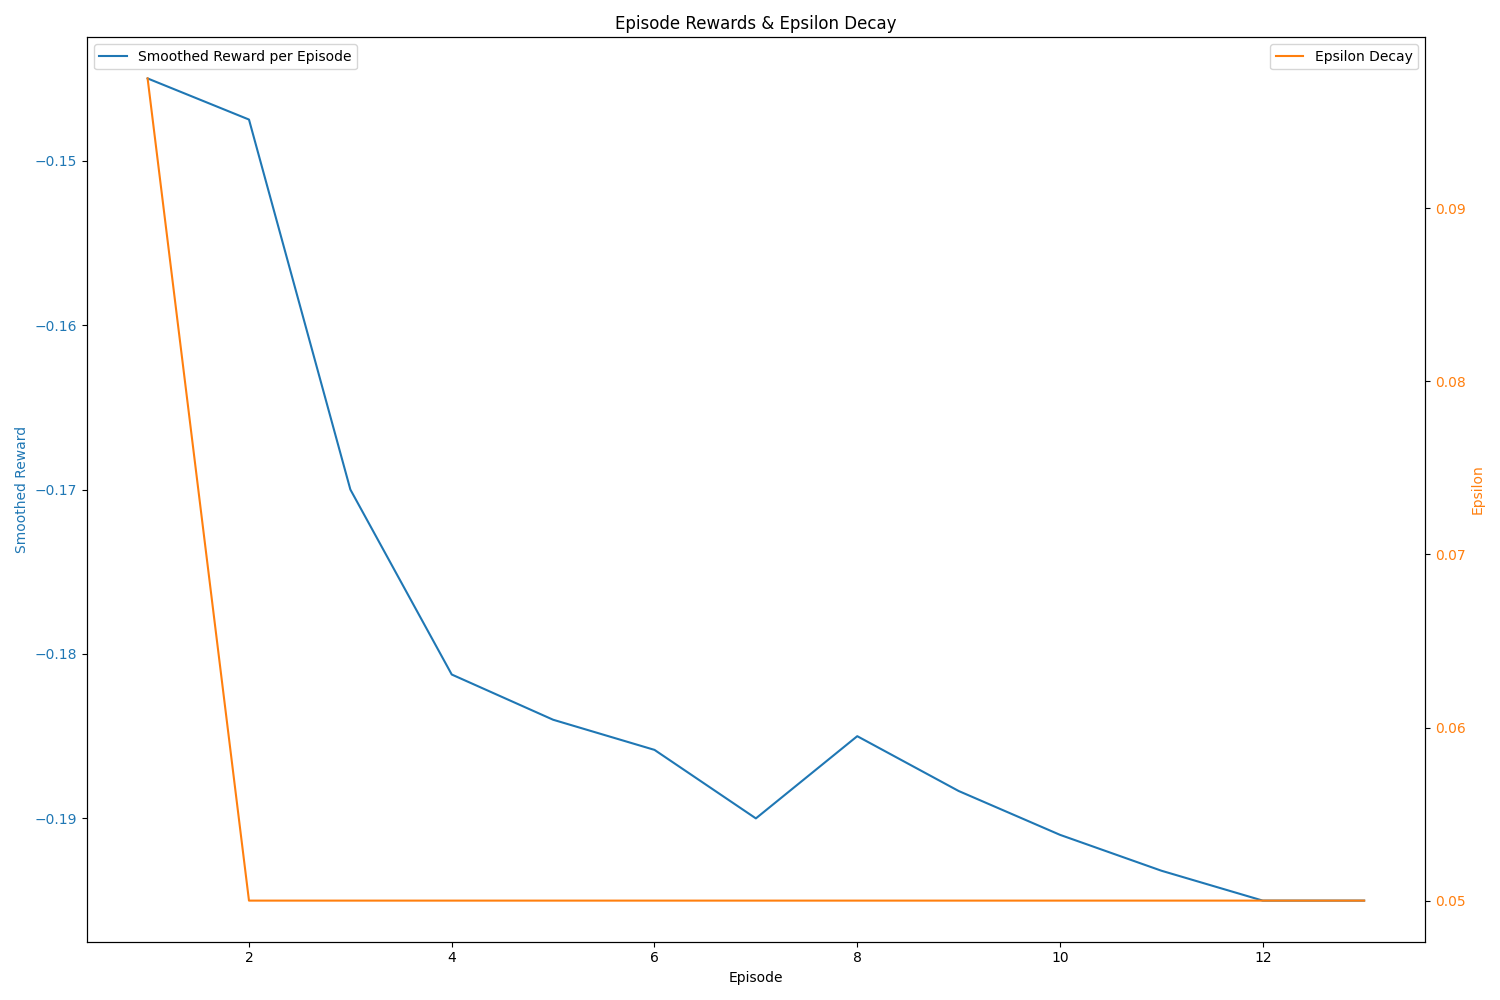 Episode Rewards & Epsilon Decay
Smoothed Reward per Episode
Epsilon Decay
−0.15
−0.16
−0.17
−0.18
−0.19
Smoothed Reward
0.09
0.08
0.07
0.06
0.05
Epsilon
2 4 6 8 10 12
Episode